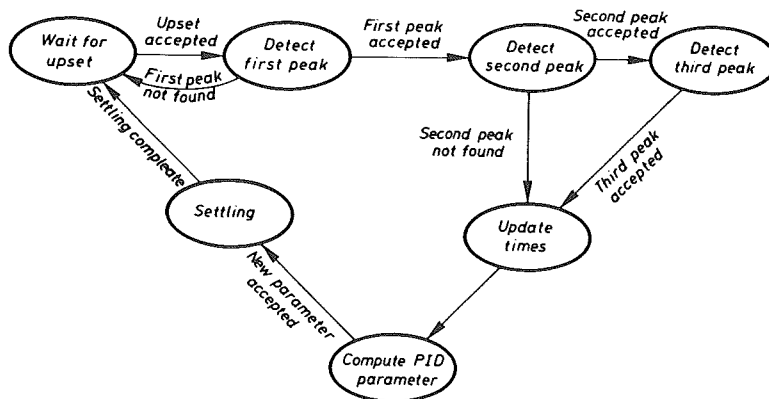 Wait for
upset
Upset
accepted
First peak
not found
Detect
first peak
First peak
accepted
Detect
second peak
Second peak
accepted
Detect
third peak
Second peak
not found
Third peak
accepted
Update
times
Compute PID
parameter
New parameter
accepted
Settling
Settling compleate